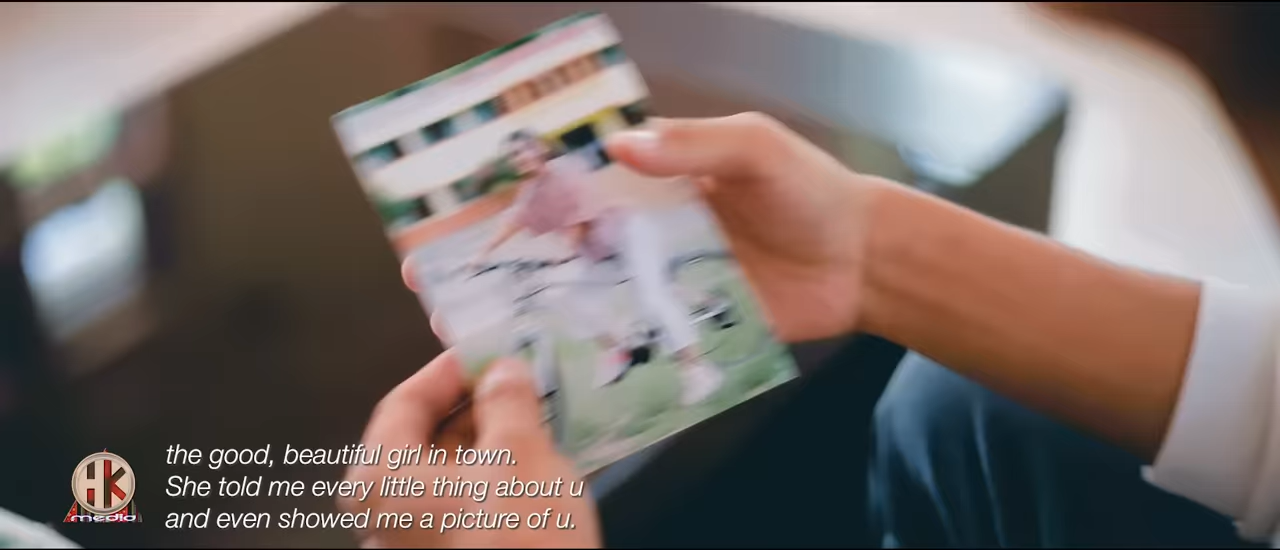 the good, beautiful girl in town.
She told me every little thing about u
and even showed me a picture of u.
HK
media